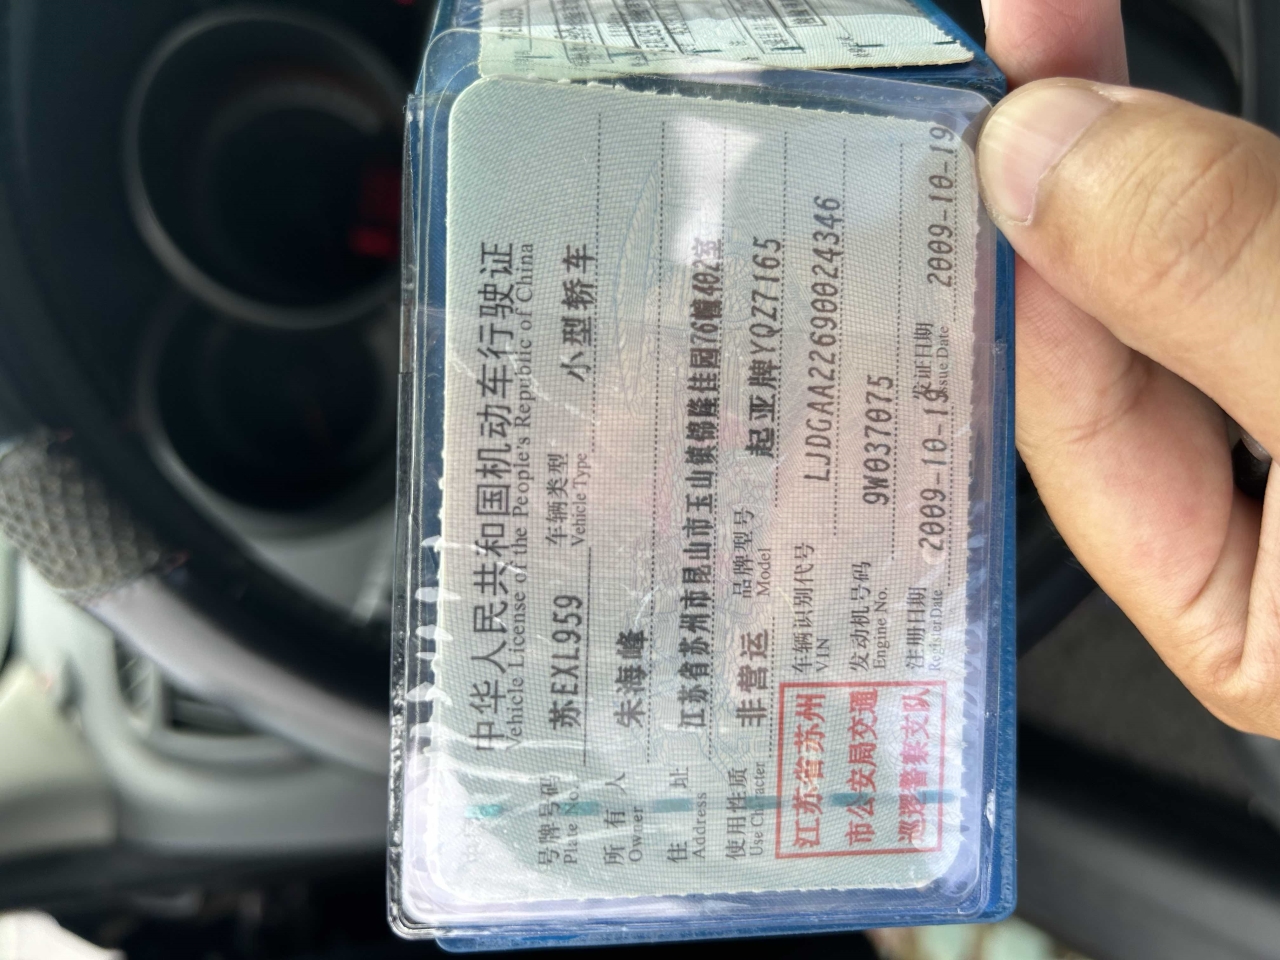 中华人民共和国机动车行驶证
Vehicle License of the People's Republic of China
号牌号码 苏EXL959 车辆类型 小型轿车
Plate No. Vehicle Type
所有人 朱海峰
Owner
住址 江苏省苏州市昆山市玉山镇锦隆佳园76幢402室
Address
使用性质 非营运 品牌型号 起亚牌YQZ7165
Use Character Model
江苏省苏州
市公安局交通
巡逻警察支队
车辆识别代号 LJDGAA22690024346
VIN
发动机号码 9W037075
Engine No.
注册日期 2009-10-19 发证日期 2009-10-19
Register Date Issue Date